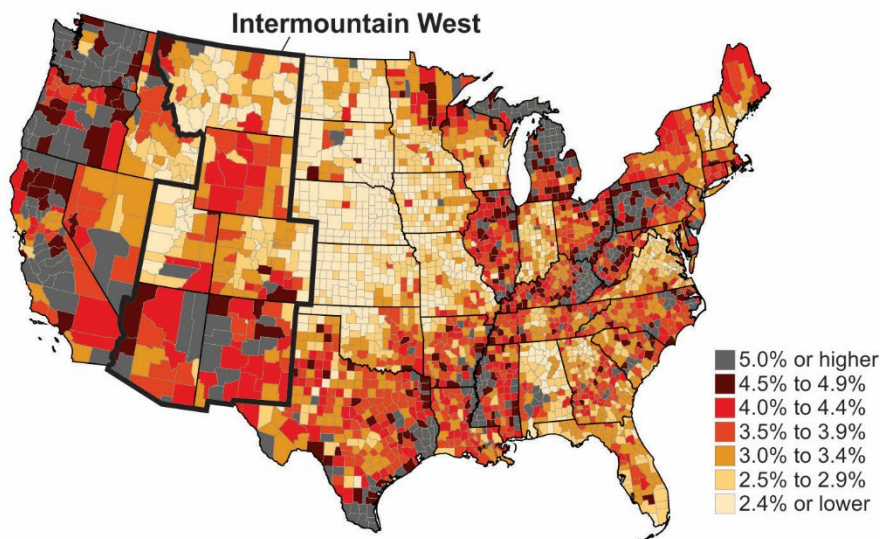 Intermountain West
5.0% or higher
4.5% to 4.9%
4.0% to 4.4%
3.5% to 3.9%
3.0% to 3.4%
2.5% to 2.9%
2.4% or lower